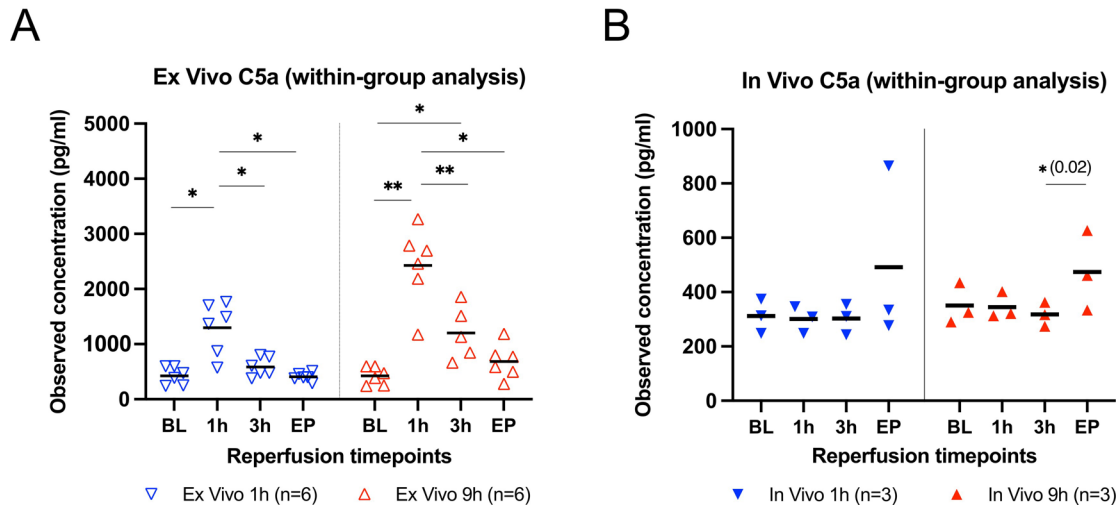 A
Ex Vivo C5a (within-group analysis)
Observed concentration (pg/ml)
5000
4000
3000
2000
1000
0
*
*
*
*
*
**
**
BL 1h 3h EP BL 1h 3h EP
Reperfusion timepoints
Ex Vivo 1h (n=6) Ex Vivo 9h (n=6)
B
In Vivo C5a (within-group analysis)
Observed concentration (pg/ml)
1000
800
600
400
200
0
* (0.02)
BL 1h 3h EP BL 1h 3h EP
Reperfusion timepoints
In Vivo 1h (n=3) In Vivo 9h (n=3)